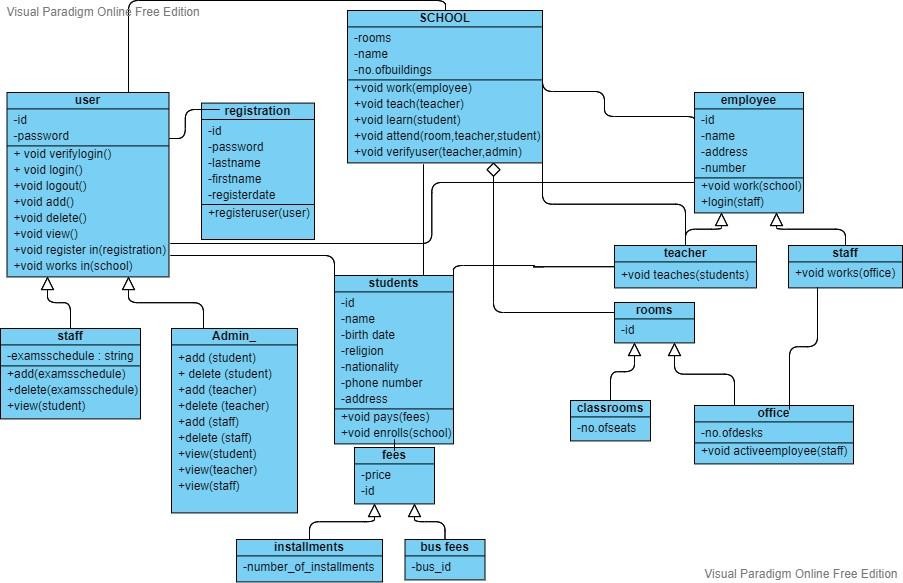 Visual Paradigm Online Free Edition
SCHOOL
-rooms
-name
-no.ofbuildings
+void work(employee)
+void teach(teacher)
+void learn(student)
+void attend(room,teacher,student)
+void verifyuser(teacher,admin)
user
-id
-password
+ void verifylogin()
+ void login()
+void logout()
+void add()
+void delete()
+void view()
+void register in(registration)
+void works in(school)
registration
-id
-password
-lastname
-firstname
-registerdate
+registeruser(user)
employee
-id
-name
-address
-number
+void work(school)
+login(staff)
teacher
+void teaches(students)
staff
+void works(office)
students
-id
-name
-birth date
-religion
-nationality
-phone number
-address
+void pays(fees)
+void enrolls(school)
rooms
-id
staff
-examsschedule : string
+add(examsschedule)
+delete(examsschedule)
+view(student)
Admin_
+add (student)
+ delete (student)
+add (teacher)
+delete (teacher)
+add (staff)
+delete (staff)
+view(student)
+view(teacher)
+view(staff)
classrooms
-no.ofseats
office
-no.ofdesks
+void activeemployee(staff)
fees
-price
-id
installments
-number_of_installments
bus fees
-bus_id
Visual Paradigm Online Free Edition